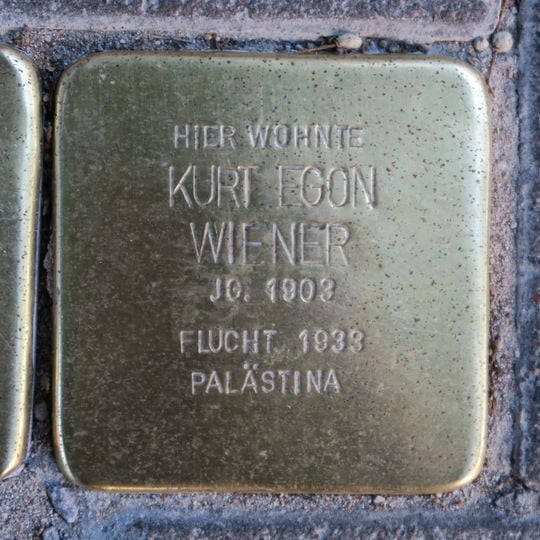 HIER WOHNTE
KURT EGON
WIENER
JG. 1903
FLUCHT 1933
PALÄSTINA